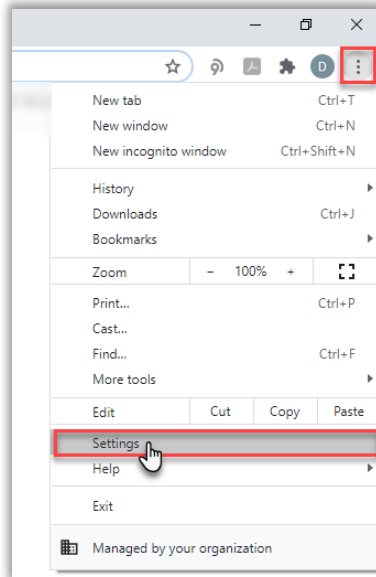 D
New tab Ctrl+T
New window Ctrl+N
New incognito window Ctrl+Shift+N
History
Downloads Ctrl+J
Bookmarks
Zoom - 100% +
Print... Ctrl+P
Cast...
Find... Ctrl+F
More tools
Edit Cut Copy Paste
Settings
Help
Exit
Managed by your organization